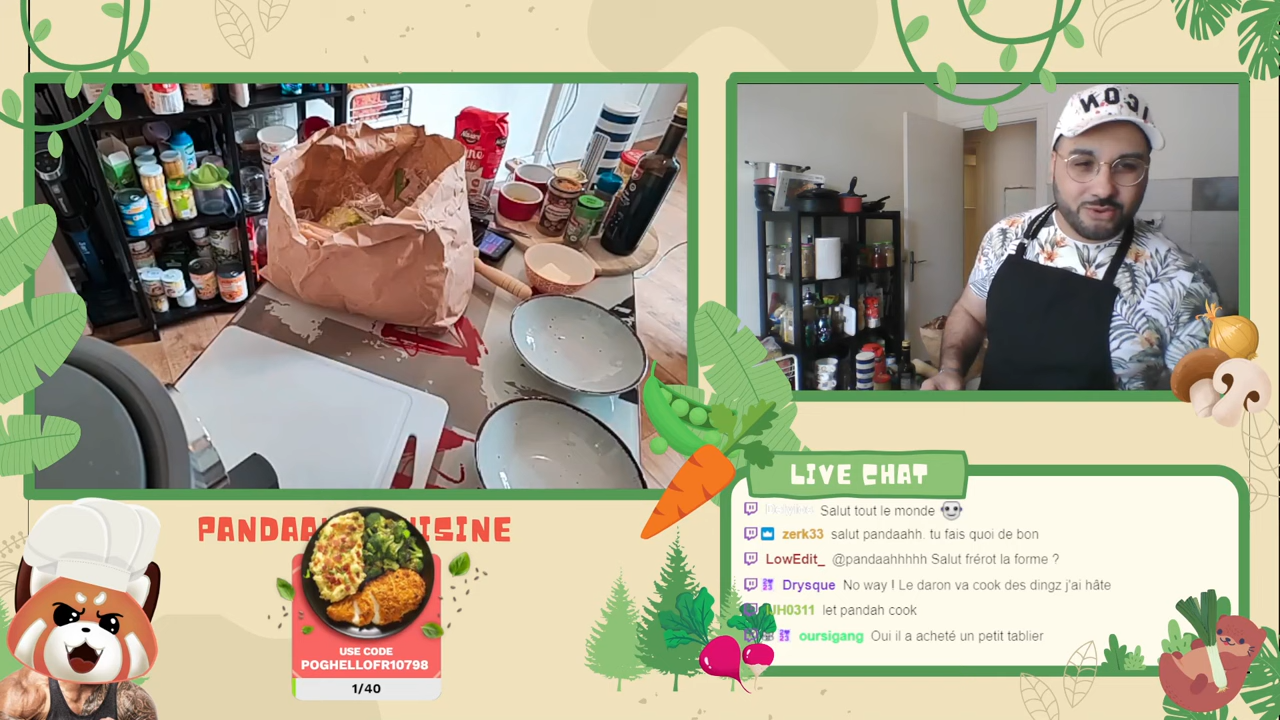 ICON
LIVE CHAT
Salut tout le monde
zerk33 salut pandaahh. tu fais quoi de bon
LowEdit_ @pandaahhhhh Salut frérot la forme ?
Drysque No way ! Le daron va cook des dingz j'ai hâte
JH0311 let pandah cook
oursigang Oui il a acheté un petit tablier
USE CODE
POGHELLOFR10798
1/40